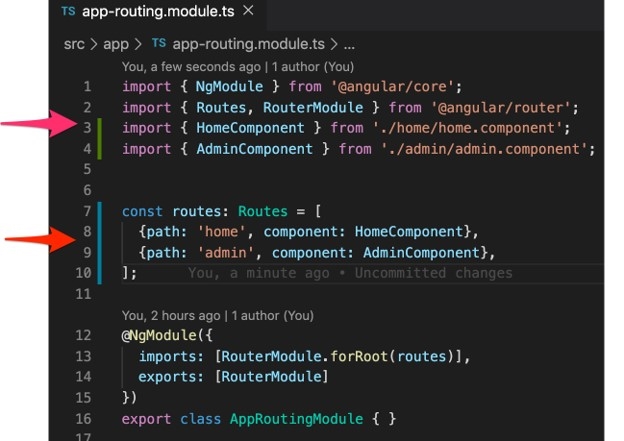 TS app-routing.module.ts ×
src > app > TS app-routing.module.ts > ...
You, a few seconds ago | 1 author (You)
1 import { NgModule } from '@angular/core';
2 import { Routes, RouterModule } from '@angular/router';
3 import { HomeComponent } from './home/home.component';
4 import { AdminComponent } from './admin/admin.component';
5
6
7 const routes: Routes = [
8 {path: 'home', component: HomeComponent},
9 {path: 'admin', component: AdminComponent},
10 ]; You, a minute ago • Uncommitted changes
11
You, 2 hours ago | 1 author (You)
12 @NgModule({
13 imports: [RouterModule.forRoot(routes)],
14 exports: [RouterModule]
15 })
16 export class AppRoutingModule { }
17